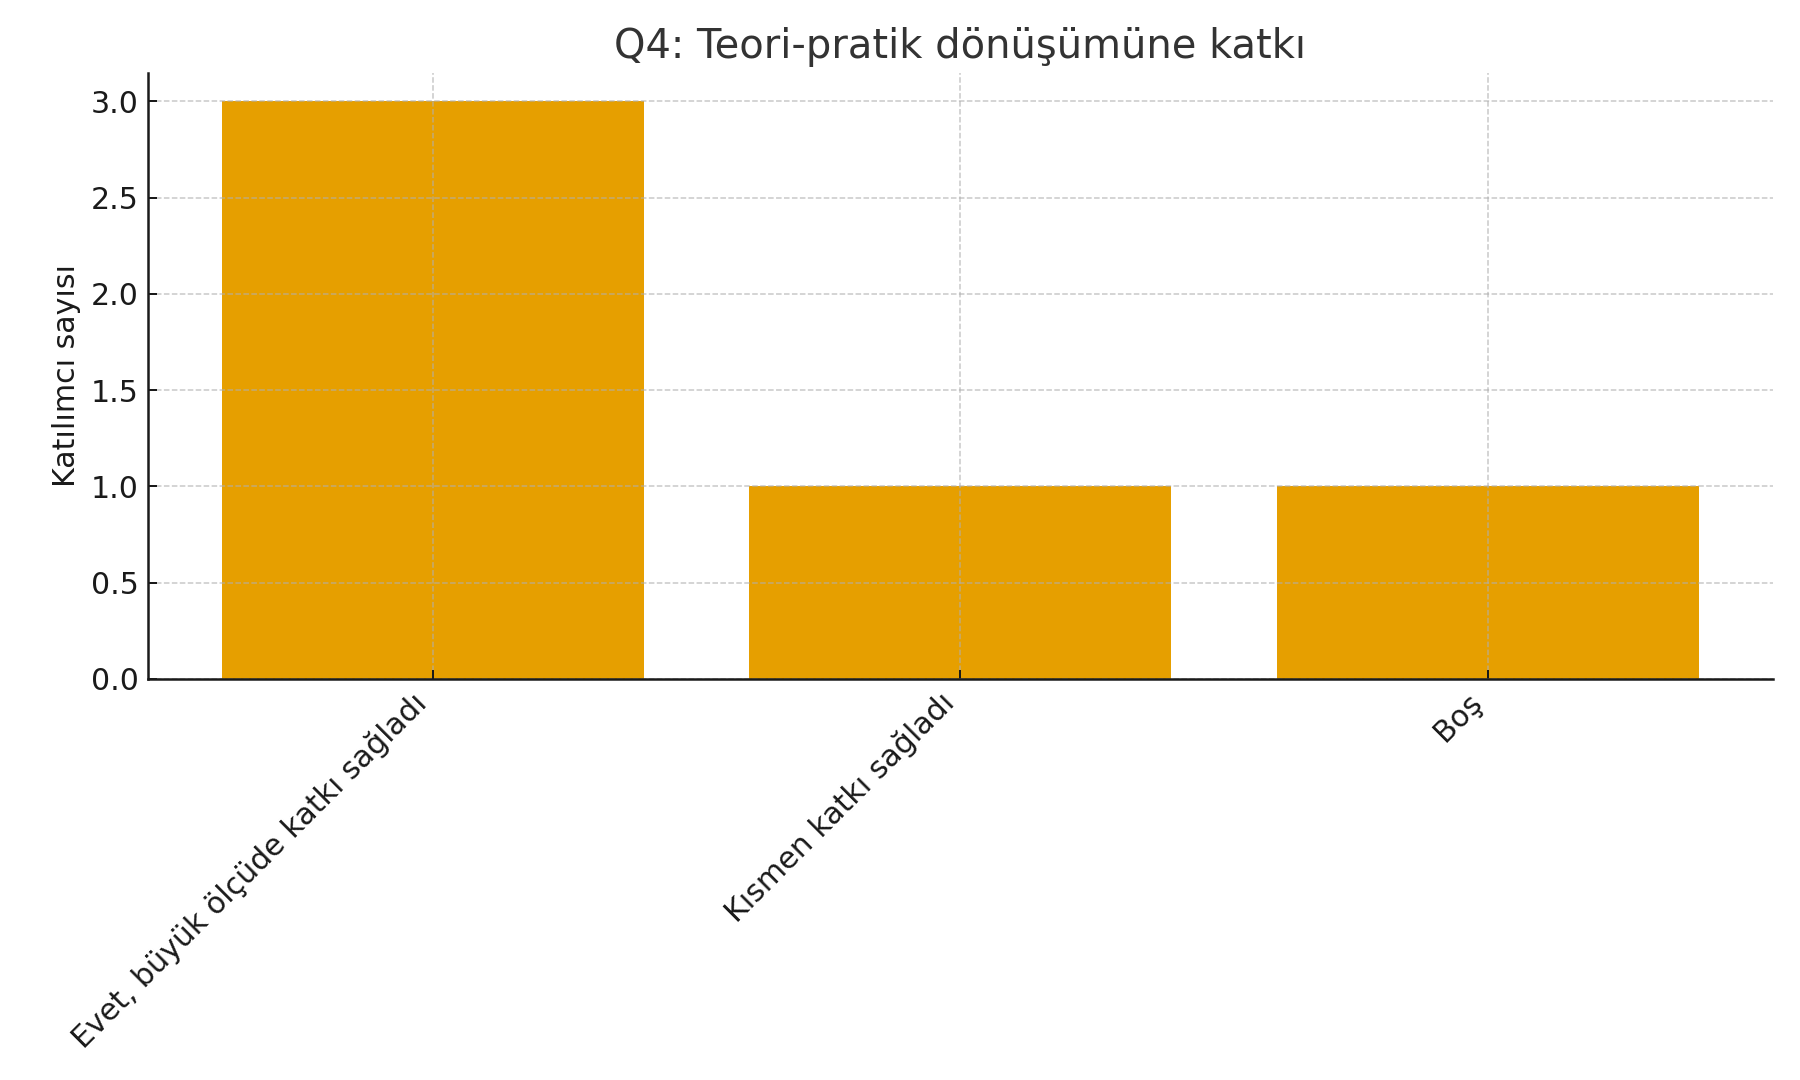 Q4: Teori-pratik dönüşümüne katkı
Katılımcı sayısı
3.0
2.5
2.0
1.5
1.0
0.5
0.0
Evet, büyük ölçüde katkı sağladı
Kısmen katkı sağladı
Boş